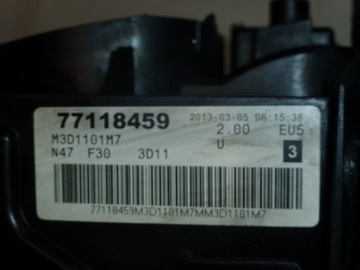 77118459 2013-03-05 06:15:38
M3D1101M7 2.00 EU5
N47 F30 3D11 U 3
77118459M3D1101M7MM3D1101M7